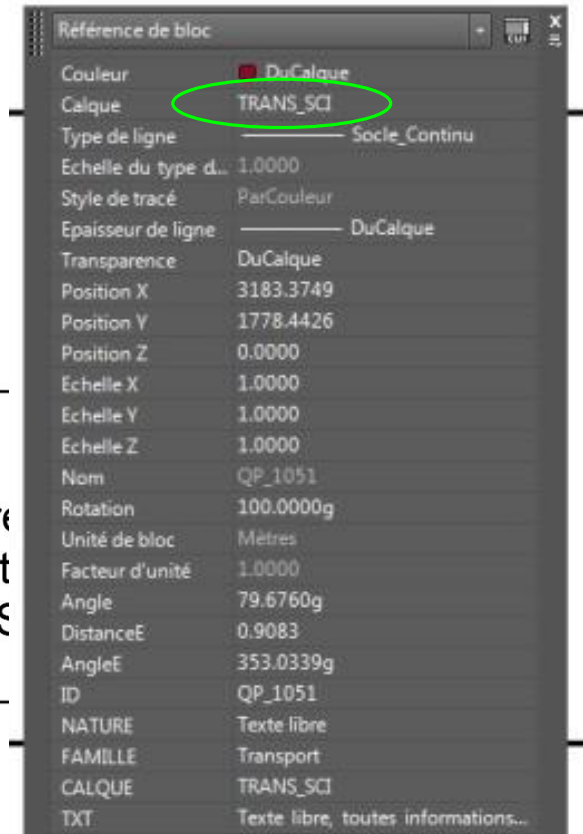 Référence de bloc
CUI
Couleur DuCalque
Calque TRANS_SCI
Type de ligne Socle_Continu
Echelle du type d... 1.0000
Style de tracé ParCouleur
Epaisseur de ligne DuCalque
Transparence DuCalque
Position X 3183.3749
Position Y 1778.4426
Position Z 0.0000
Echelle X 1.0000
Echelle Y 1.0000
Echelle Z 1.0000
Nom QP_1051
Rotation 100.0000g
Unité de bloc Mètres
Facteur d'unité 1.0000
Angle 79.6760g
DistanceE 0.9083
AngleE 353.0339g
ID QP_1051
NATURE Texte libre
FAMILLE Transport
CALQUE TRANS_SCI
TXT Texte libre, toutes informations...